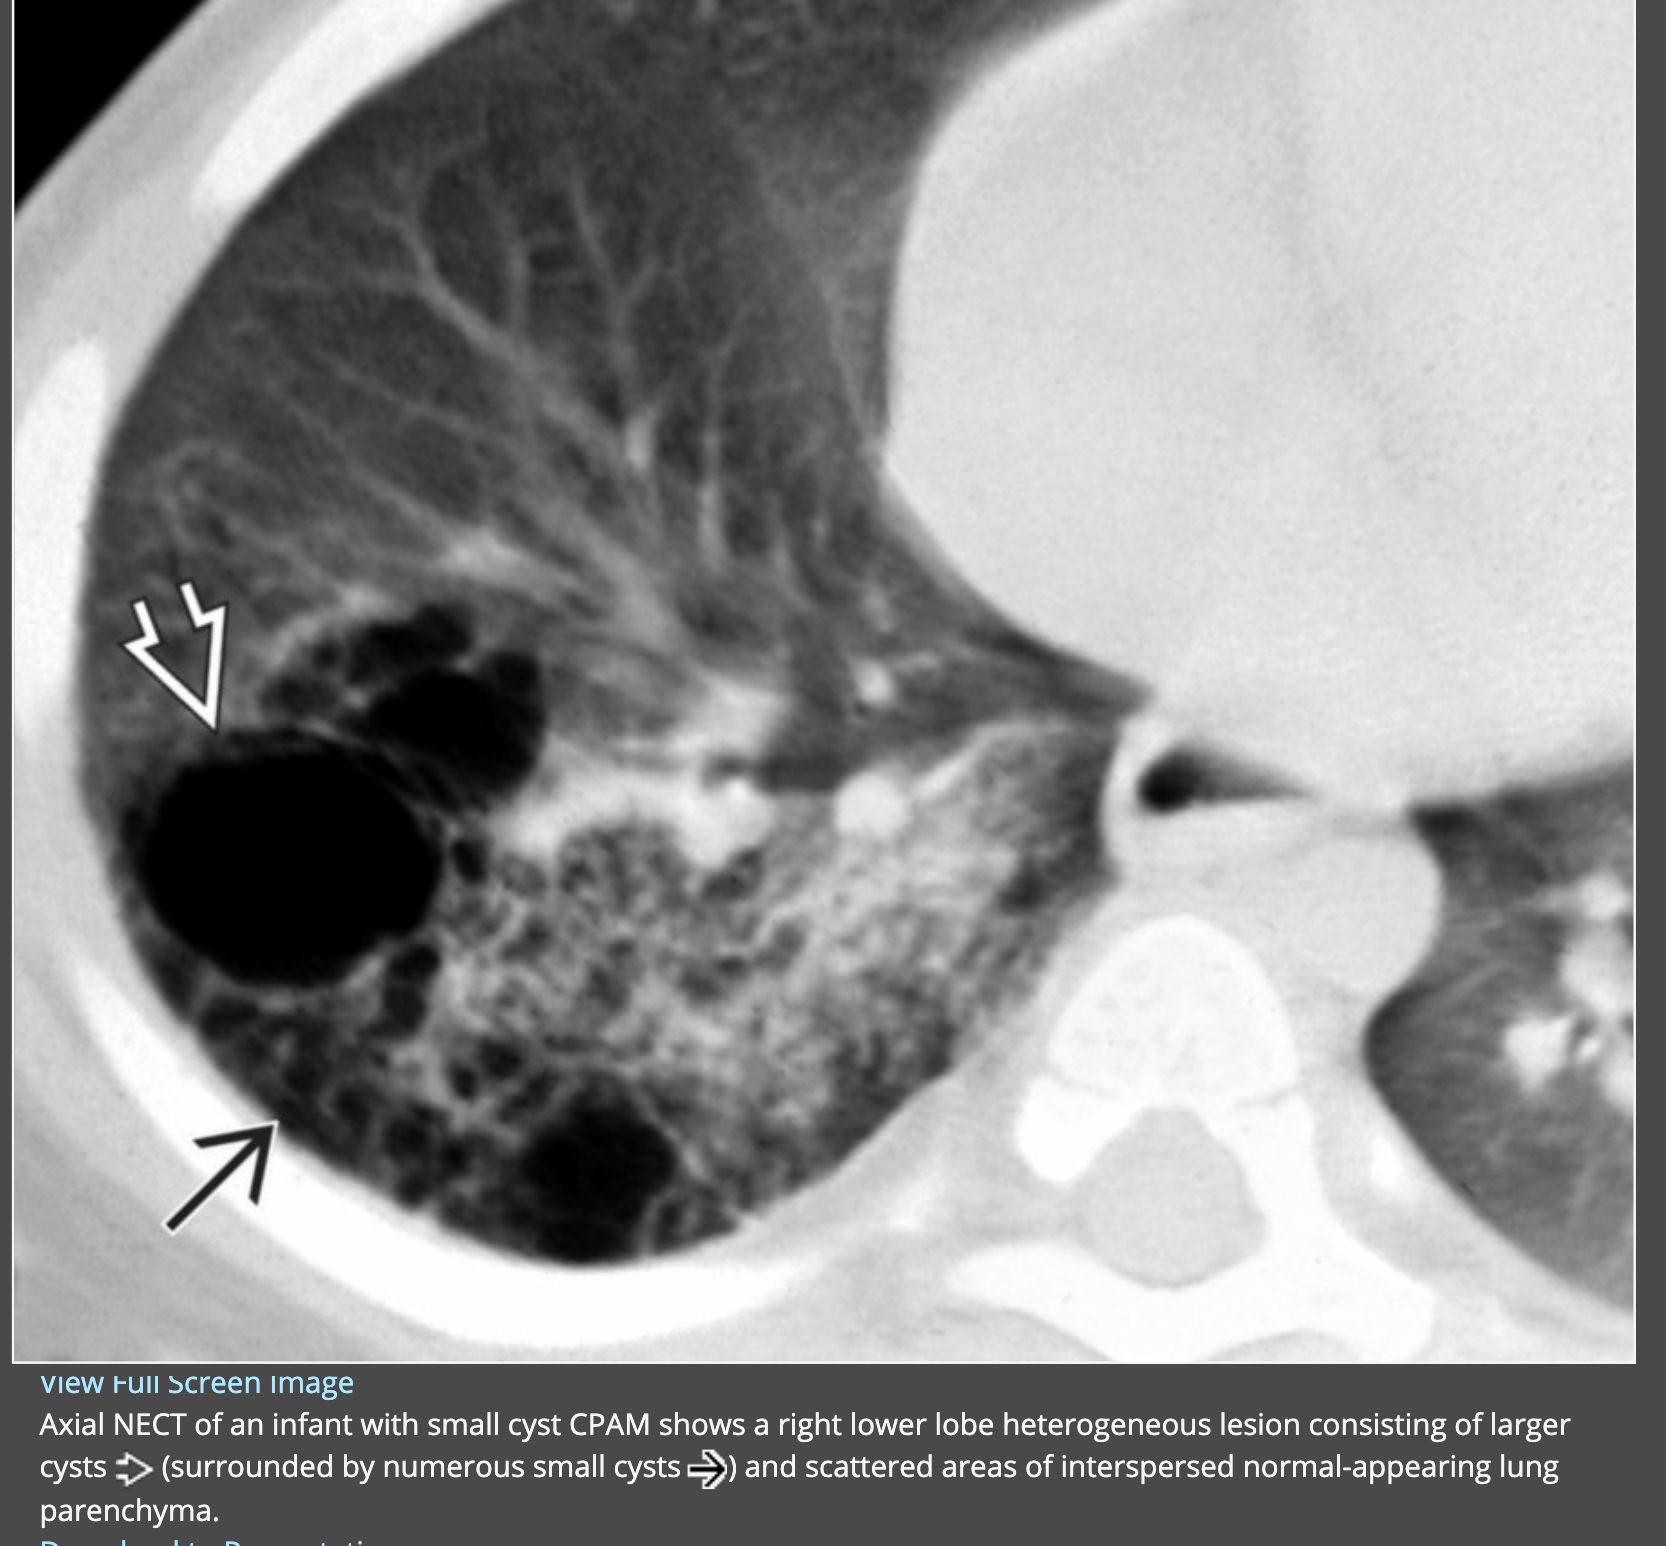 View Full Screen Image
Axial NECT of an infant with small cyst CPAM shows a right lower lobe heterogeneous lesion consisting of larger
cysts (surrounded by numerous small cysts ) and scattered areas of interspersed normal-appearing lung
parenchyma.